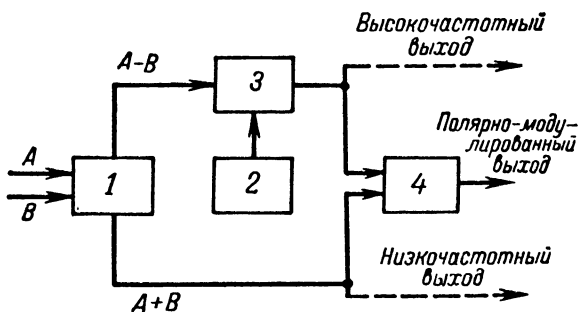 Высокочастотный
выход
A–B
3
Полярно-моду-
лированный
выход
A
B
1
2
4
Низкочастотный
выход
A+B